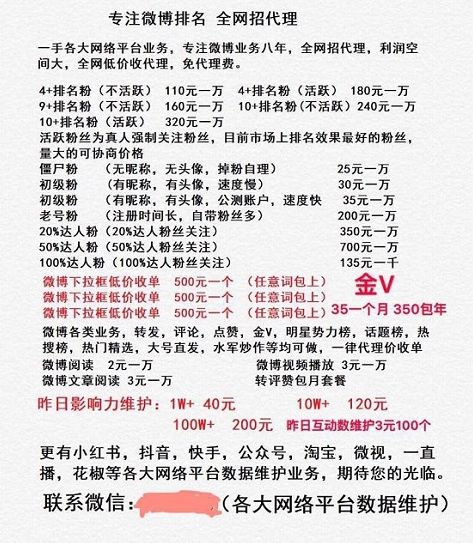 专注微博排名 全网招代理
一手各大网络平台业务，专注微博业务八年，全网招代理，利润空
间大，全网低价收代理，免代理费。
4+排名粉（不活跃） 110元一万 4+排名粉（活跃） 180元一万
9+排名粉（不活跃） 160元一万 10+排名粉(不活跃)240元一万
10+排名粉（活跃） 320元一万
活跃粉丝为真人强制关注粉丝，目前市场上排名效果最好的粉丝，
量大的可协商价格
僵尸粉 （无昵称，无头像，掉粉自理） 25元一万
初级粉 （有昵称，有头像，速度慢） 30元一万
初级粉 （有昵称，有头像，公测账户，速度快 35元一万
老号粉 （注册时间长，自带粉丝多） 200元一万
20%达人粉（20%达人粉丝关注） 350元一万
50%达人粉（50%达人粉丝关注） 700元一万
100%达人粉（100%达人粉丝关注） 135元一千
微博下拉框低价收单 500元一个 （任意词包上）
微博下拉框低价收单 500元一个 （任意词包上）
微博下拉框低价收单 500元一个 （任意词包上）
金V
35一个月 350包年
微博各类业务，转发，评论，点赞，金V，明星势力榜，话题榜，热
搜榜，热门精选，大号直发，水军炒作等均可做，一律代理价收单
微博阅读 2元一万 微博视频播放 3元一万
微博文章阅读 3元一万 转评赞包月套餐
昨日影响力维护：1W+ 40元 10W+ 120元
100W+ 200元 昨日互动数维护3元100个
更有小红书，抖音，快手，公众号，淘宝，微视，一直
播，花椒等各大网络平台数据维护业务，期待您的光临。
联系微信：（各大网络平台数据维护）